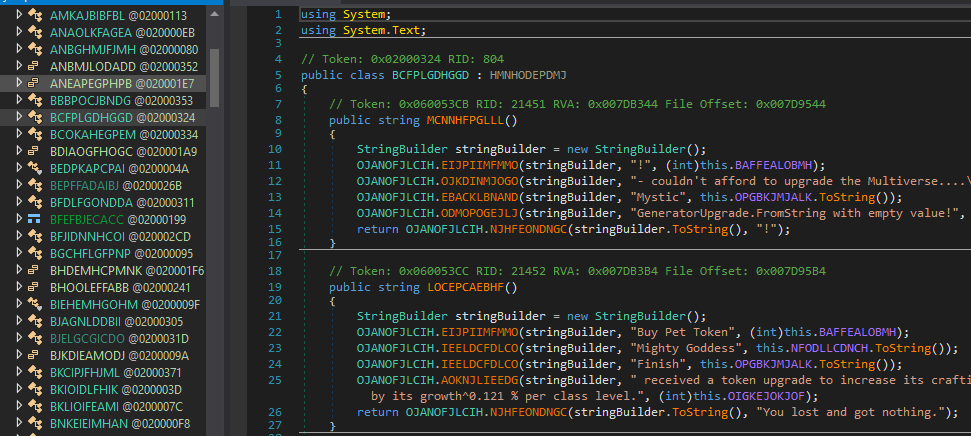 AMKAJBIBFBL @02000113
ANAOLKFAGEA @020000EB
ANBGHMJFJMH @02000080
ANBMJLODADD @02000352
ANEAPEGPHPB @020001E7
BBBPOCJBNDG @02000353
BCFPLGDHGGD @02000324
BCOKAHEGPEM @02000334
BDIAOGFHOGC @020001A9
BEDPKAPCPAI @0200004A
BEPFFADAIBJ @0200026B
BFDLFGONDDA @02000311
BFEFBJECACC @02000199
BFJIDNNHCOI @020002CD
BGCHFLGFPNP @02000095
BHDEMHCPMNK @020001F6
BHOOLEFFABB @02000241
BIEHEMHGOHM @0200009F
BJAGNLDDBII @02000305
BJELGCGICDO @0200031D
BJKDIEAMODJ @0200009A
BKCIPJFHJML @02000371
BKIOIDLFHIK @0200003D
BKLIOIFEAMI @0200007C
BNKEIEIMHAN @020000F8
1 using System;
2 using System.Text;
3
4 // Token: 0x02000324 RID: 804
5 public class BCFPLGDHGGD : HMNHODEPDMJ
6 {
7 // Token: 0x060053CB RID: 21451 RVA: 0x007DB344 File Offset: 0x007D9544
8 public string MCNNHFPGLLL()
9 {
10 StringBuilder stringBuilder = new StringBuilder();
11 OJANOFJLCIH.EIJPIIMFMMO(stringBuilder, "!", (int)this.BAFFEALOBMH);
12 OJANOFJLCIH.OJKDINMJOGO(stringBuilder, "- couldn't afford to upgrade the Multiverse....\
13 OJANOFJLCIH.EBACKLBNAND(stringBuilder, "Mystic", this.OPGBKJMJALK.ToString());
14 OJANOFJLCIH.ODMOPOGEJLJ(stringBuilder, "GeneratorUpgrade.FromString with empty value!",
15 return OJANOFJLCIH.NJHFEONDNGC(stringBuilder.ToString(), "!");
16 }
17
18 // Token: 0x060053CC RID: 21452 RVA: 0x007DB3B4 File Offset: 0x007D95B4
19 public string LOCEPCAEBHF()
20 {
21 StringBuilder stringBuilder = new StringBuilder();
22 OJANOFJLCIH.EIJPIIMFMMO(stringBuilder, "Buy Pet Token", (int)this.BAFFEALOBMH);
23 OJANOFJLCIH.IEELDCFDLCO(stringBuilder, "Mighty Goddess", this.NFODLLCDNCH.ToString());
24 OJANOFJLCIH.IEELDCFDLCO(stringBuilder, "Finish", this.OPGBKJMJALK.ToString());
25 OJANOFJLCIH.AOKNJLIEEDG(stringBuilder, " received a token upgrade to increase its crafti
by its growth^0.121 % per class level.", (int)this.OIGKEJOKJOF);
26 return OJANOFJLCIH.NJHFEONDNGC(stringBuilder.ToString(), "You lost and got nothing.");
27 }